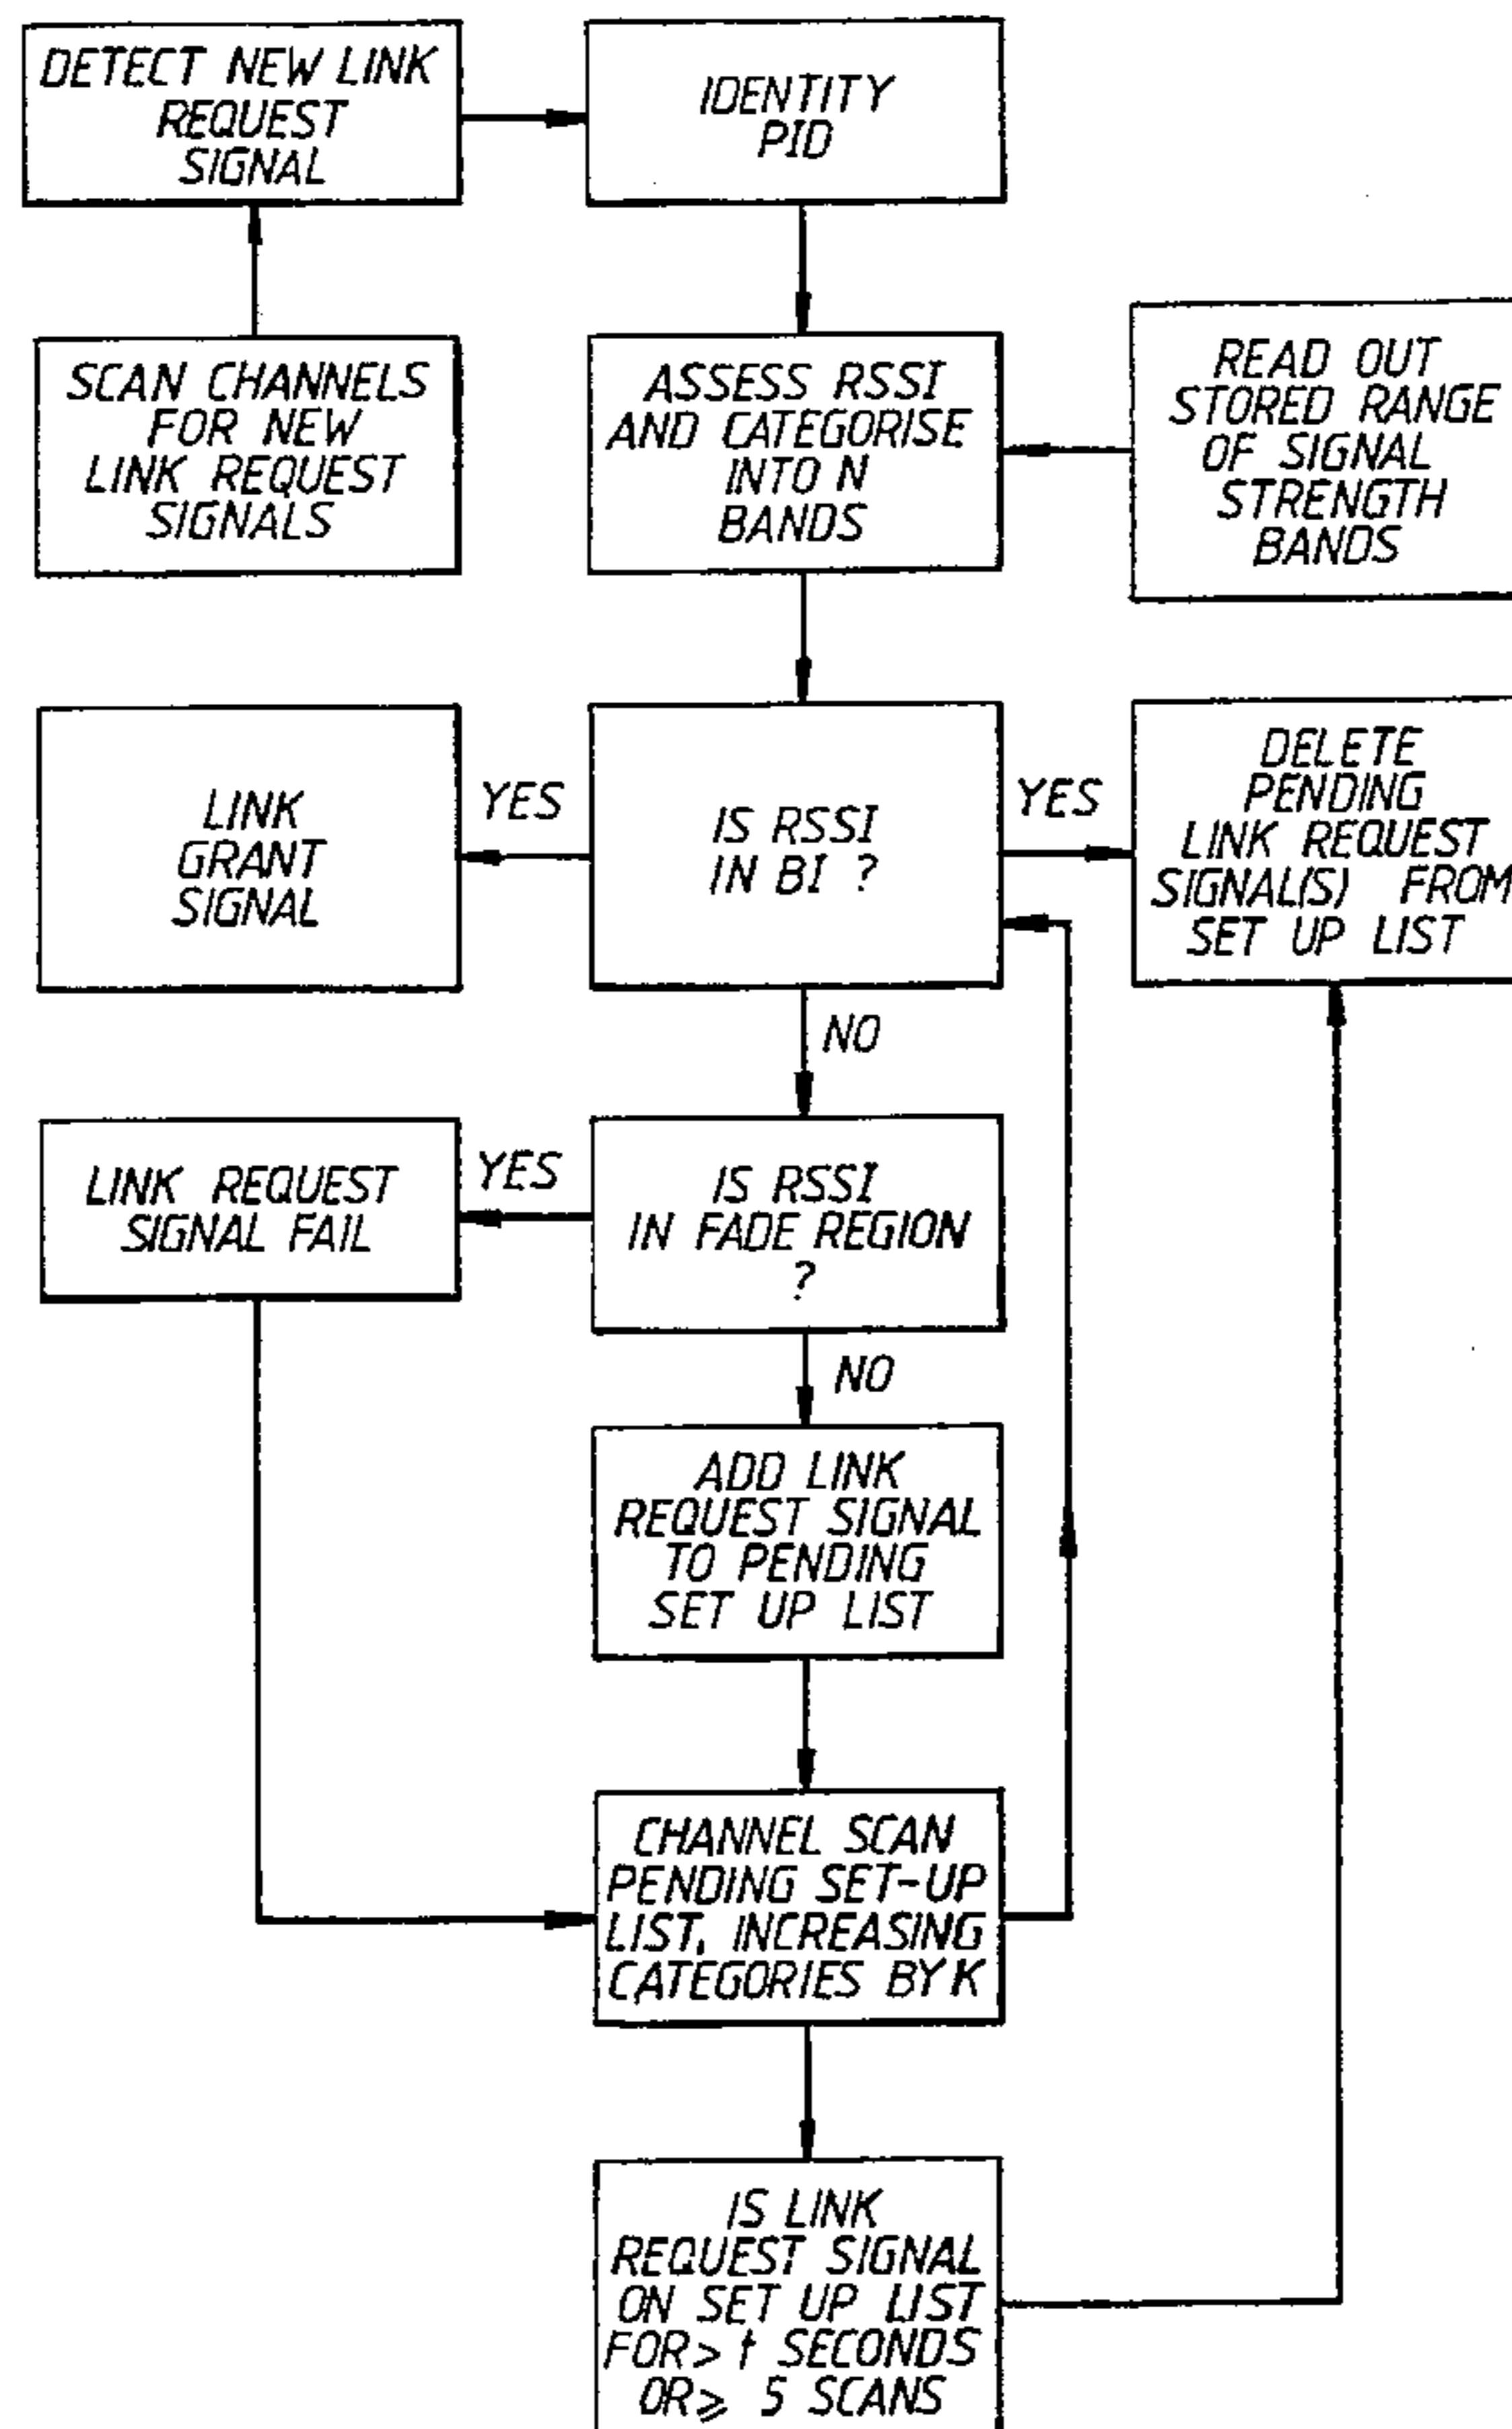 DETECT NEW LINK
REQUEST
SIGNAL
IDENTITY
PID
SCAN CHANNELS
FOR NEW
LINK REQUEST
SIGNALS
ASSESS RSSI
AND CATEGORISE
INTO N
BANDS
READ OUT
STORED RANGE
OF SIGNAL
STRENGTH
BANDS
LINK
GRANT
SIGNAL
YES
IS RSSI
IN BI ?
YES
DELETE
PENDING
LINK REQUEST
SIGNAL(S) FROM
SET UP LIST
NO
LINK REQUEST
SIGNAL FAIL
YES
IS RSSI
IN FADE REGION
?
NO
ADD LINK
REQUEST SIGNAL
TO PENDING
SET UP LIST
CHANNEL SCAN
PENDING SET-UP
LIST, INCREASING
CATEGORIES BY K
IS LINK
REQUEST SIGNAL
ON SET UP LIST
FOR > t SECONDS
OR ⩾ 5 SCANS